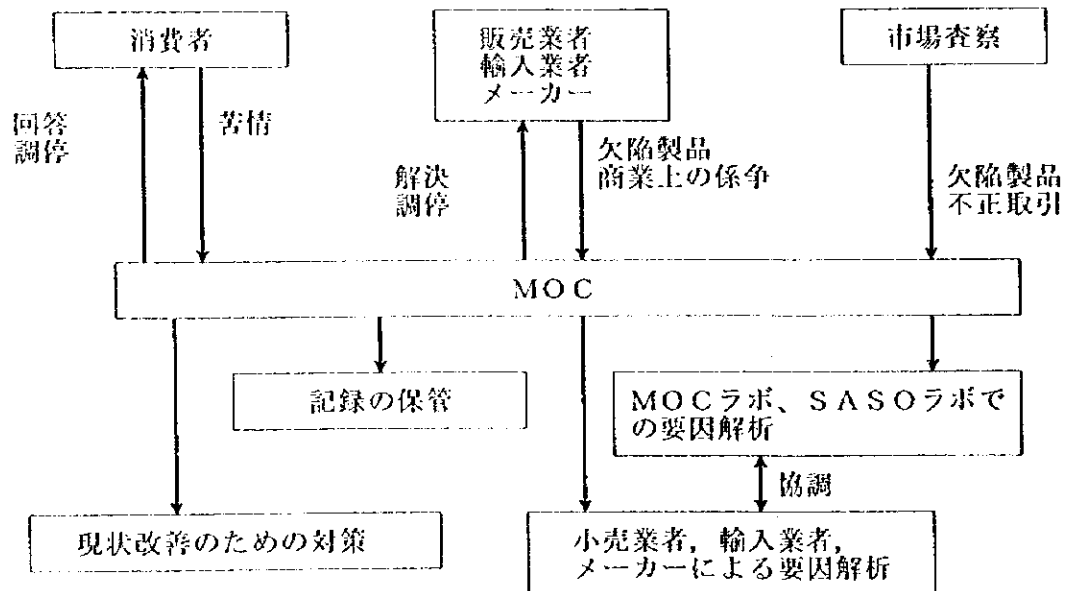 消費者
販売業者
輸入業者
メーカー
市場査察
回答
調停
苦情
解決
調停
欠陥製品
商業上の係争
欠陥製品
不正取引
MOC
記録の保管
MOCラボ、SASOラボで
の要因解析
協調
現状改善のための対策
小売業者，輸入業者，
メーカーによる要因解析